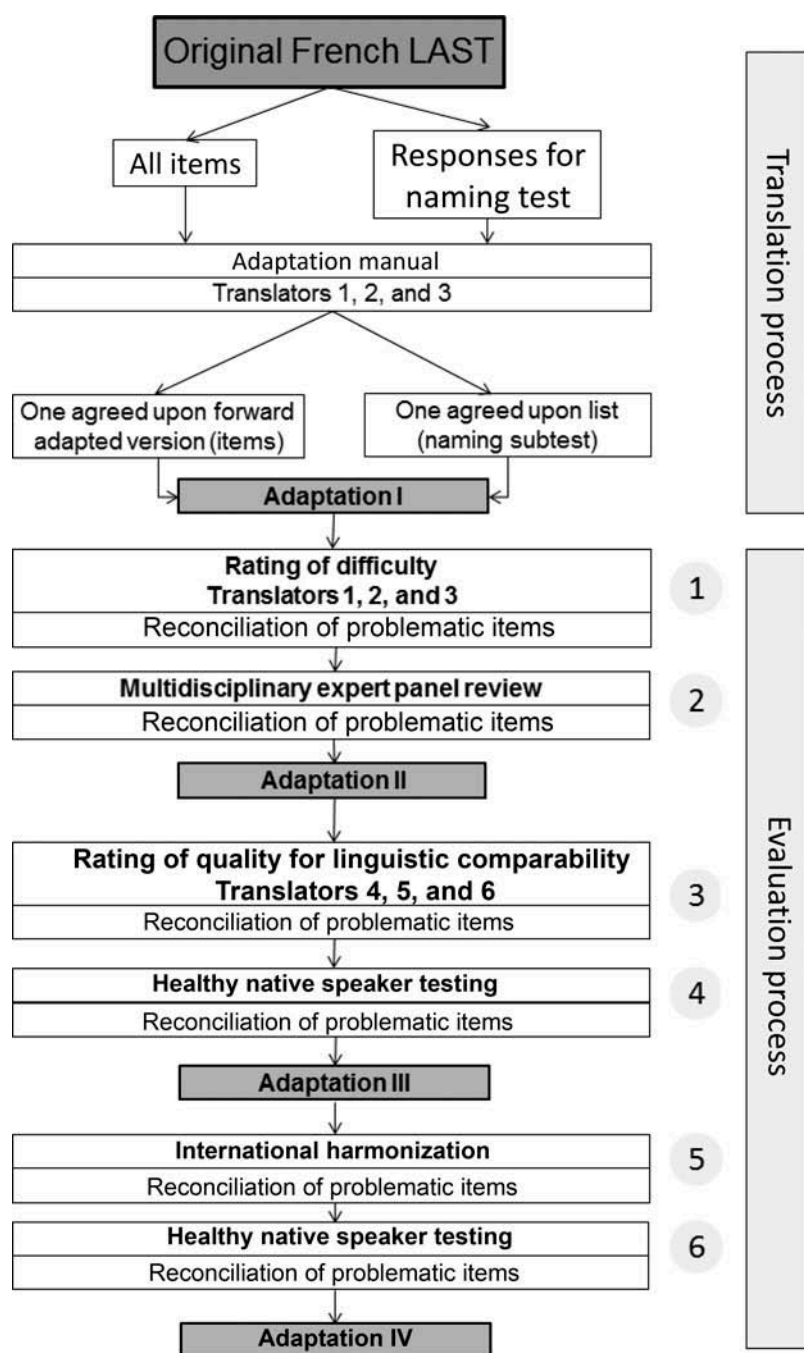 Original French LAST
All items
Responses for
naming test
Adaptation manual
Translators 1, 2, and 3
One agreed upon forward
adapted version (items)
One agreed upon list
(naming subtest)
Adaptation I
Translation process
Rating of difficulty
Translators 1, 2, and 3
Reconciliation of problematic items
1
Multidisciplinary expert panel review
Reconciliation of problematic items
2
Adaptation II
Rating of quality for linguistic comparability
Translators 4, 5, and 6
Reconciliation of problematic items
3
Healthy native speaker testing
Reconciliation of problematic items
4
Adaptation III
International harmonization
Reconciliation of problematic items
5
Healthy native speaker testing
Reconciliation of problematic items
6
Adaptation IV
Evaluation process